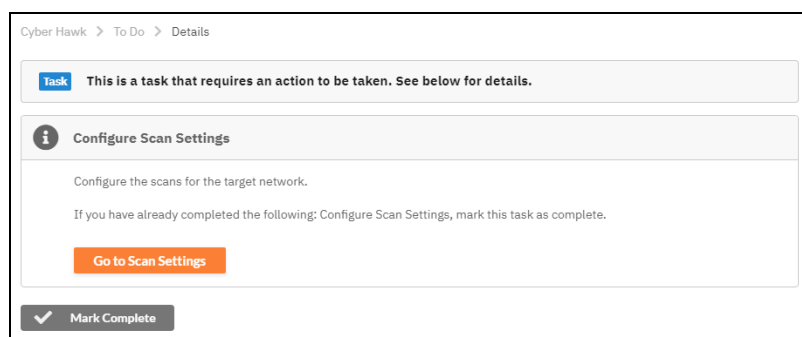 Cyber Hawk > To Do > Details
Task This is a task that requires an action to be taken. See below for details.
Configure Scan Settings
Configure the scans for the target network.
If you have already completed the following: Configure Scan Settings, mark this task as complete.
Go to Scan Settings
Mark Complete